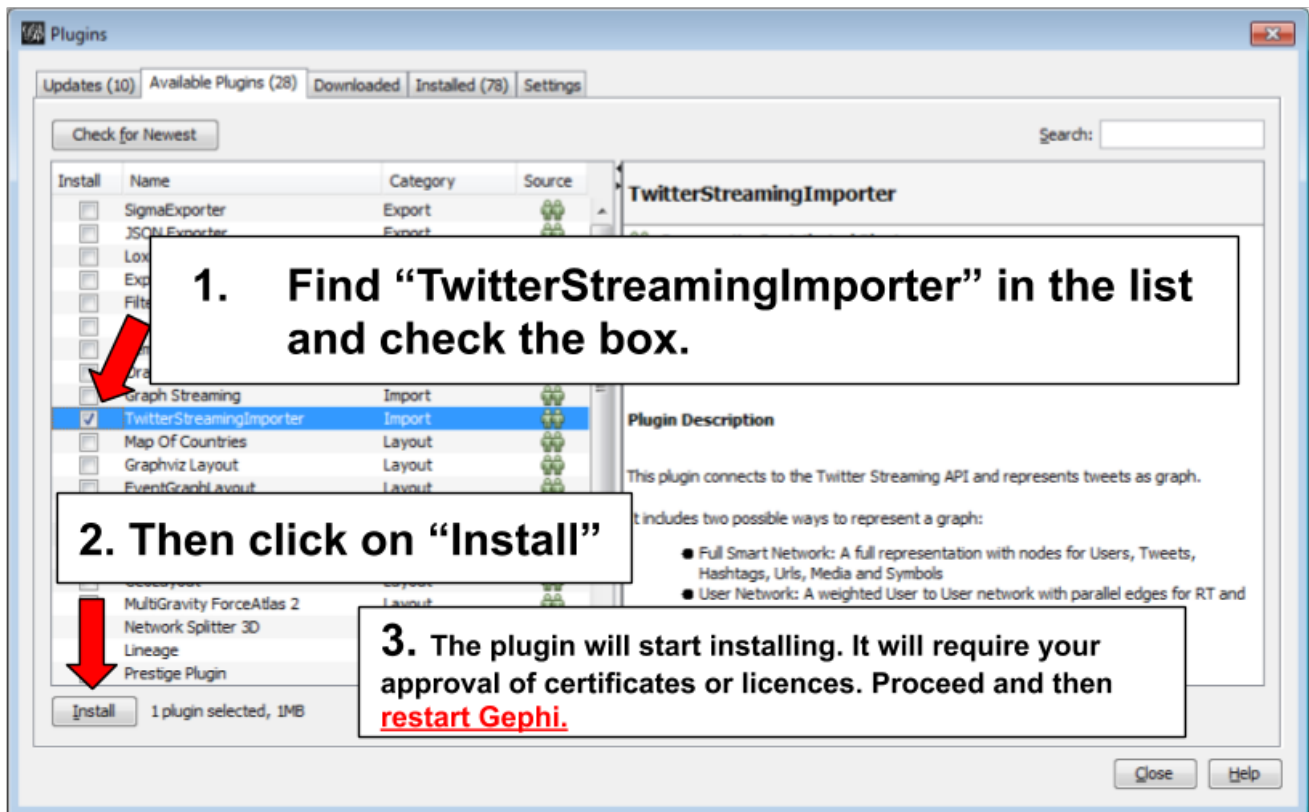 Plugins
Updates (10) Available Plugins (28) Downloaded Installed (78) Settings
Check for Newest Search:
Install Name Category Source
TwitterStreamingImporter
SigmaExporter Export
JSON Exporter Export
1. Find “TwitterStreamingImporter” in the list
and check the box.
Graph Streaming Import
TwitterStreamingImporter Import
Map Of Countries Layout
Graphviz Layout Layout
EventGraphLayout Layout
Plugin Description
This plugin connects to the Twitter Streaming API and represents tweets as graph.
It includes two possible ways to represent a graph:
● Full Smart Network: A full representation with nodes for Users, Tweets,
Hashtags, Urls, Media and Symbols
● User Network: A weighted User to User network with parallel edges for RT and
2. Then click on “Install”
MultiGravity ForceAtlas 2 Layout
Network Splitter 3D
Lineage
Prestige Plugin
3. The plugin will start installing. It will require your
approval of certificates or licences. Proceed and then
restart Gephi.
Install 1 plugin selected, 1MB
Close Help